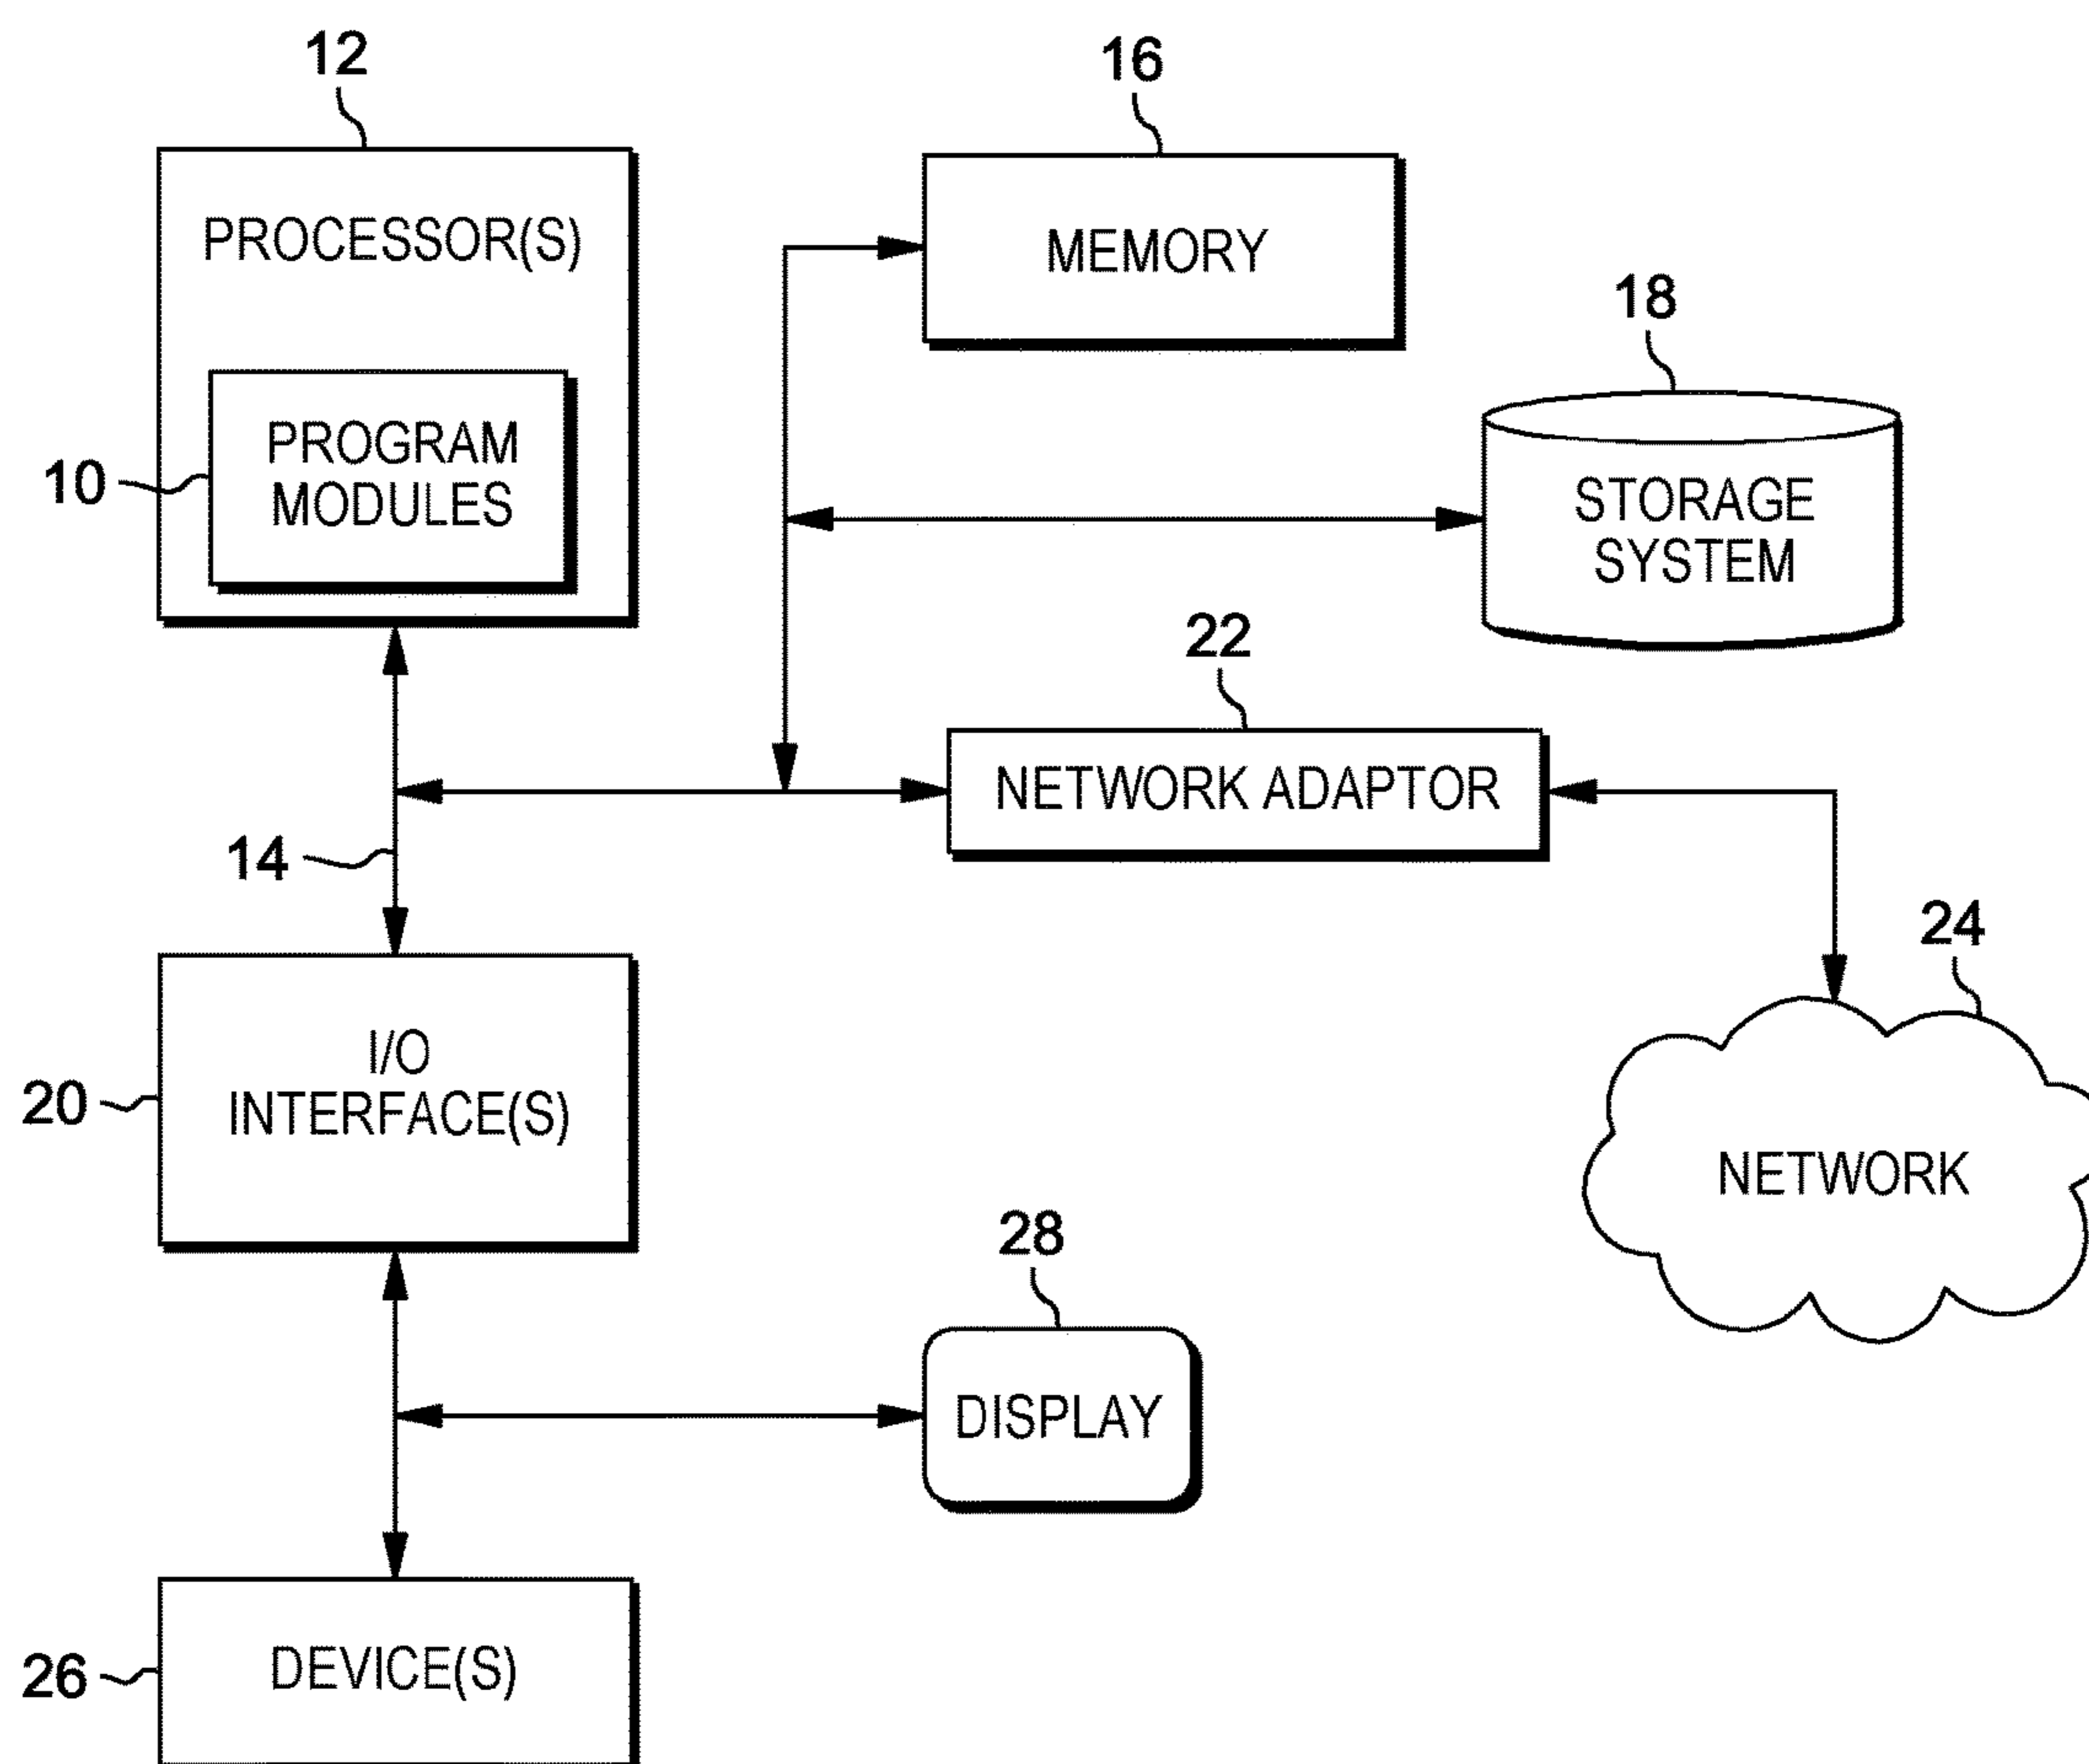 12
PROCESSOR(S)
10
PROGRAM
MODULES
16
MEMORY
18
STORAGE
SYSTEM
22
NETWORK ADAPTOR
14
24
NETWORK
20
I/O
INTERFACE(S)
28
DISPLAY
26
DEVICE(S)